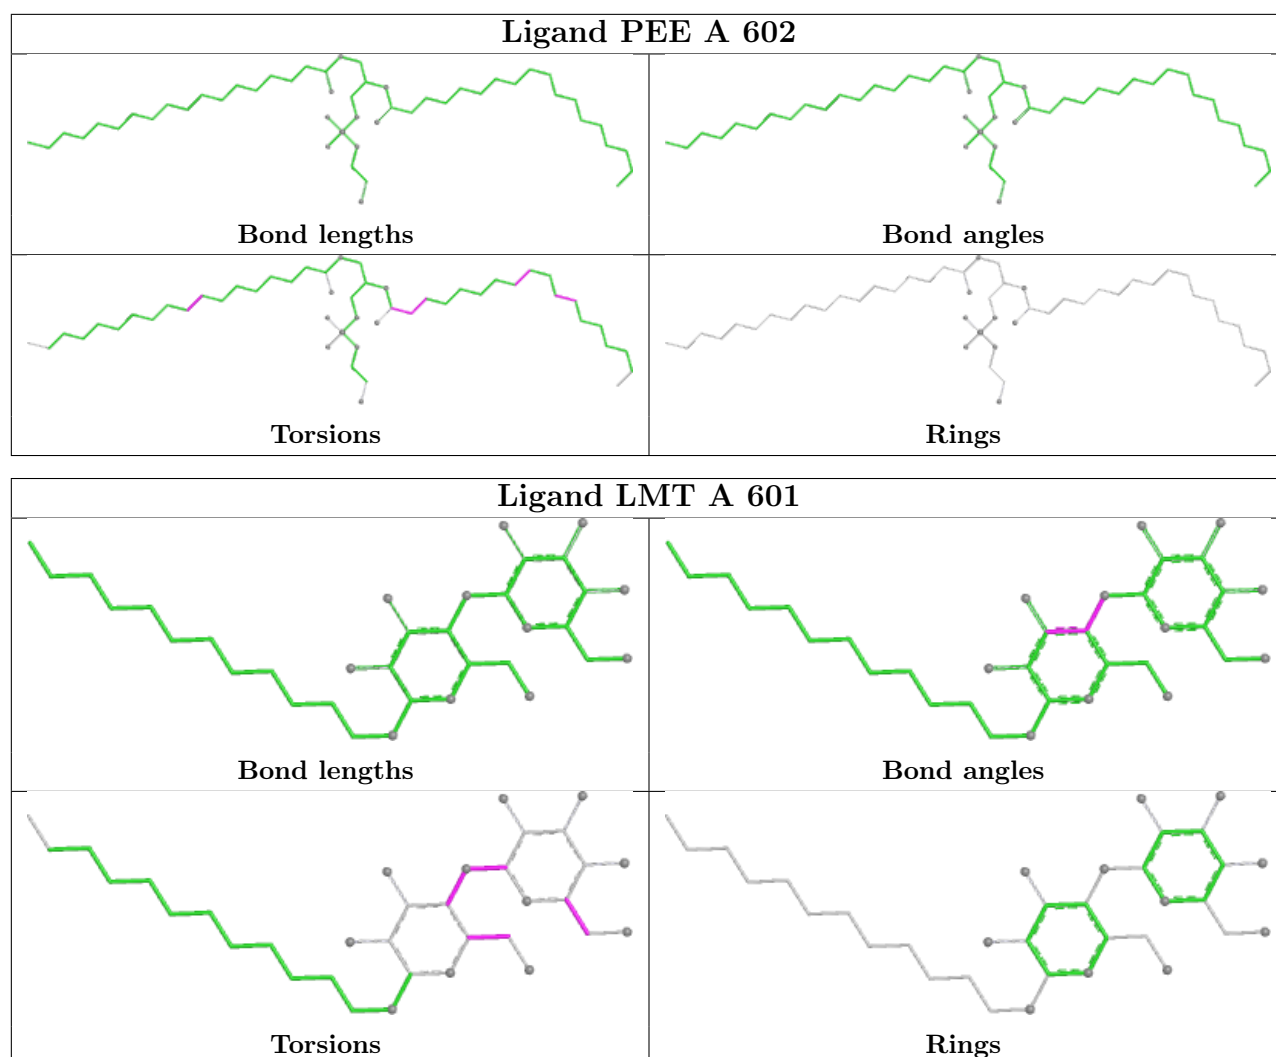 Ligand PEE A 602
Bond lengths
Bond angles
Torsions
Rings
Ligand LMT A 601
Bond lengths
Bond angles
Torsions
Rings